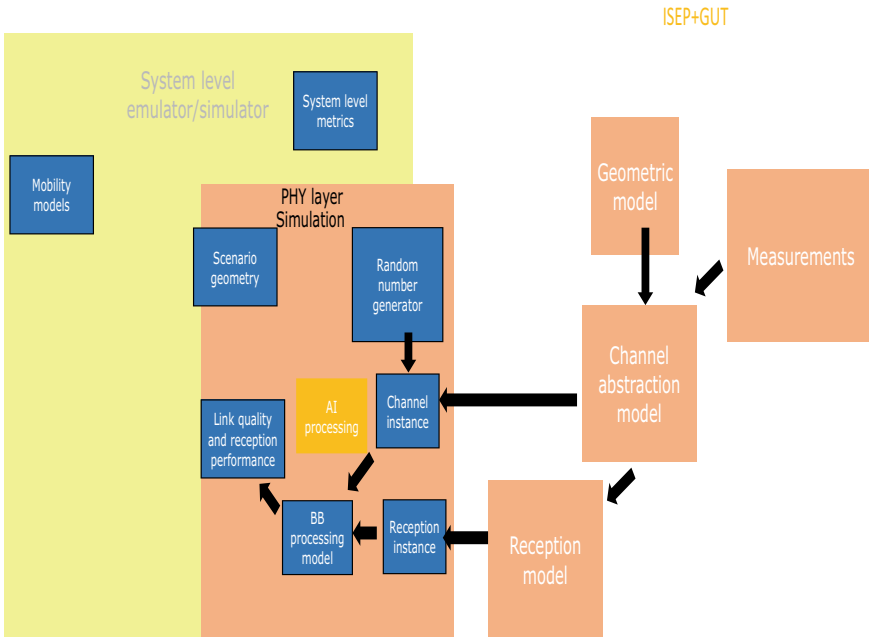 ISEP+GUT
System level
emulator/simulator
System level
metrics
Mobility
models
PHY layer
Simulation
Scenario
geometry
Random
number
generator
Geometric
model
Measurements
Channel
abstraction
model
AI
processing
Channel
instance
Link quality
and reception
performance
BB
processing
model
Reception
instance
Reception
model